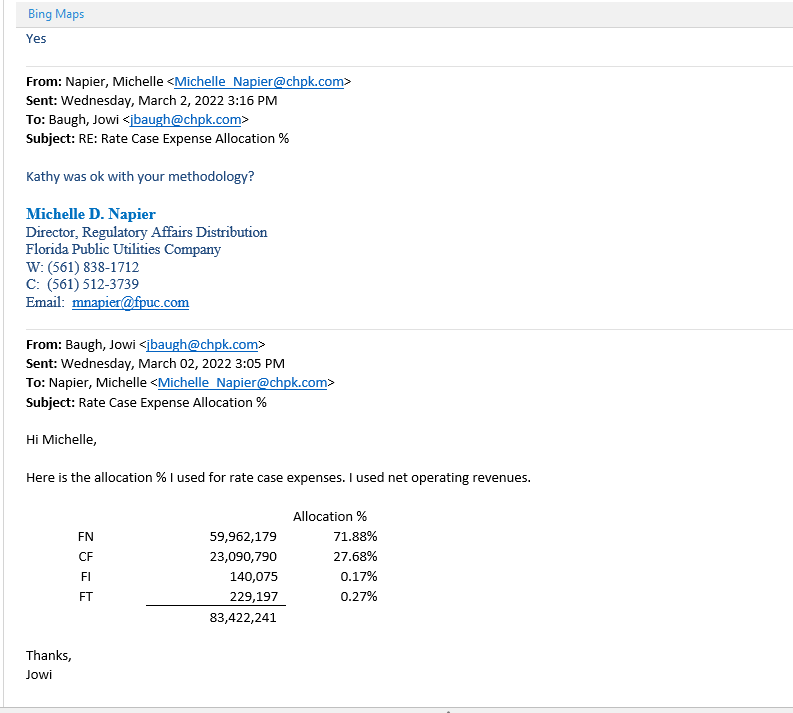 Bing Maps
Yes
From: Napier, Michelle <Michelle_Napier@chpk.com>
Sent: Wednesday, March 2, 2022 3:16 PM
To: Baugh, Jowi <jbaugh@chpk.com>
Subject: RE: Rate Case Expense Allocation %
Kathy was ok with your methodology?
Michelle D. Napier
Director, Regulatory Affairs Distribution
Florida Public Utilities Company
W: (561) 838-1712
C:  (561) 512-3739
Email:  mnapier@fpuc.com
From: Baugh, Jowi <jbaugh@chpk.com>
Sent: Wednesday, March 02, 2022 3:05 PM
To: Napier, Michelle <Michelle_Napier@chpk.com>
Subject: Rate Case Expense Allocation %
Hi Michelle,
Here is the allocation % I used for rate case expenses. I used net operating revenues.
Allocation %
FN 59,962,179 71.88%
CF 23,090,790 27.68%
FI 140,075 0.17%
FT 229,197 0.27%
83,422,241
Thanks,
Jowi